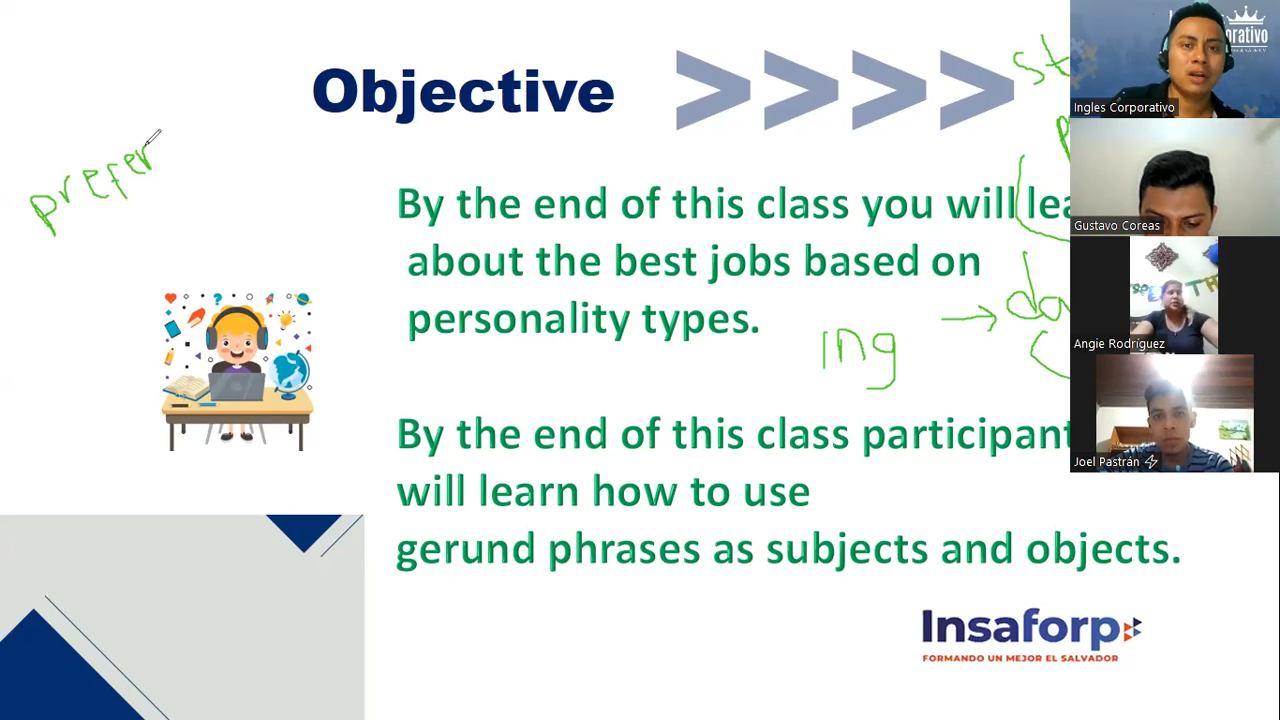 Objective
prefer
st
By the end of this class you will lea
about the best jobs based on
personality types.
ing
By the end of this class participant
will learn how to use
gerund phrases as subjects and objects.
Insaforp
FORMANDO UN MEJOR EL SALVADOR
Ingles Corporativo
Gustavo Coreas
Angie Rodríguez
Joel Pastrán